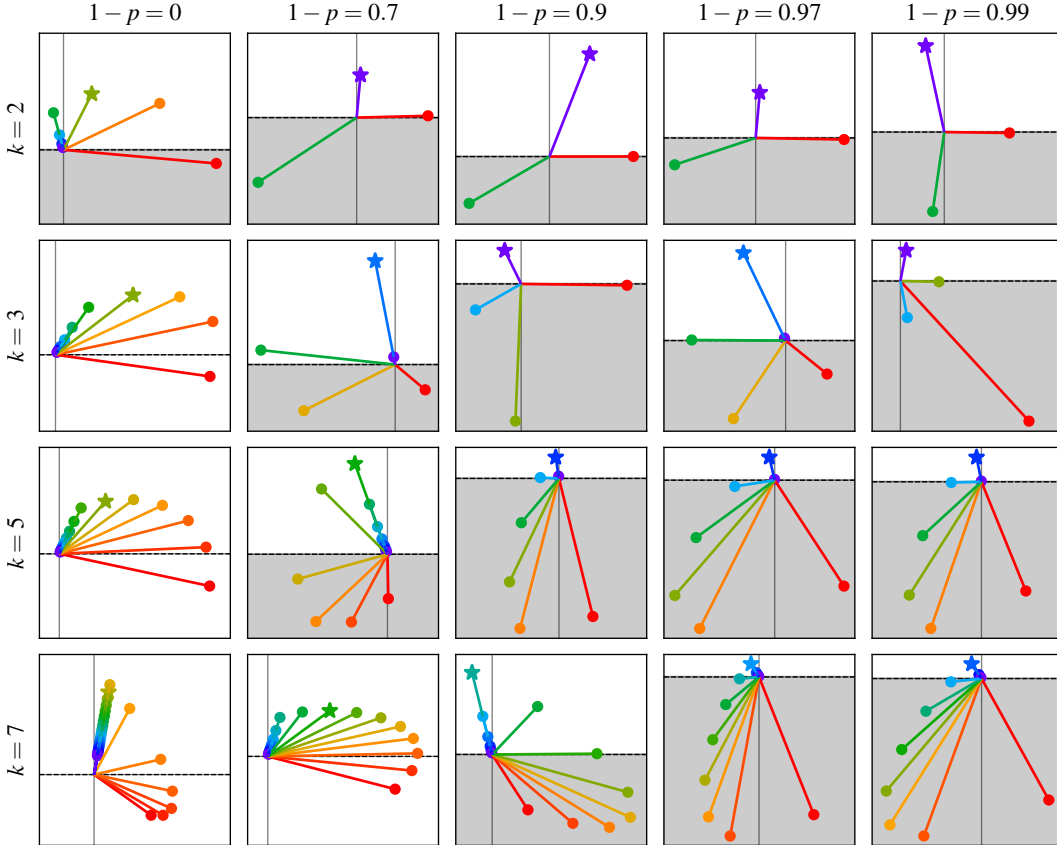 1 − p = 0 1 − p = 0.7 1 − p = 0.9 1 − p = 0.97 1 − p = 0.99
k = 2
k = 3
k = 5
k = 7